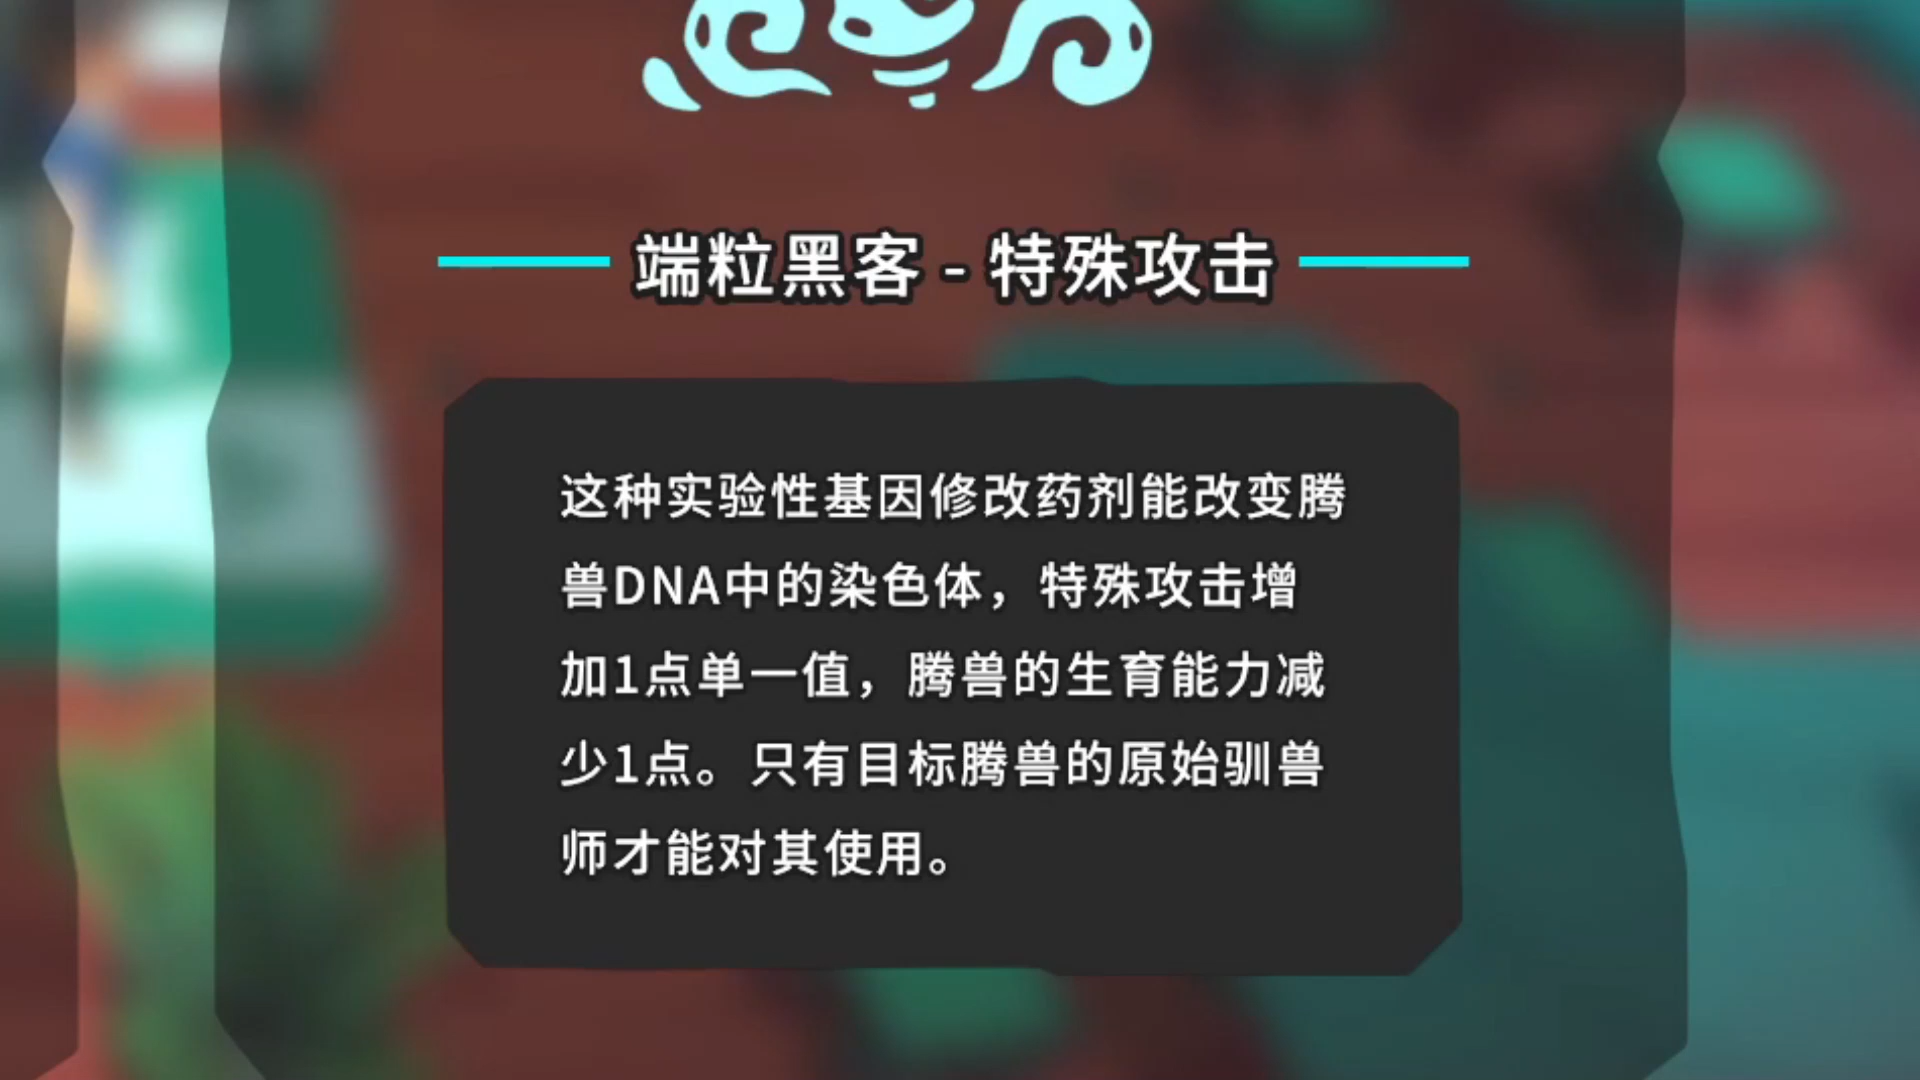 端粒黑客 - 特殊攻击
这种实验性基因修改药剂能改变腾
兽DNA中的染色体，特殊攻击增
加1点单一值，腾兽的生育能力减
少1点。只有目标腾兽的原始驯兽
师才能对其使用。